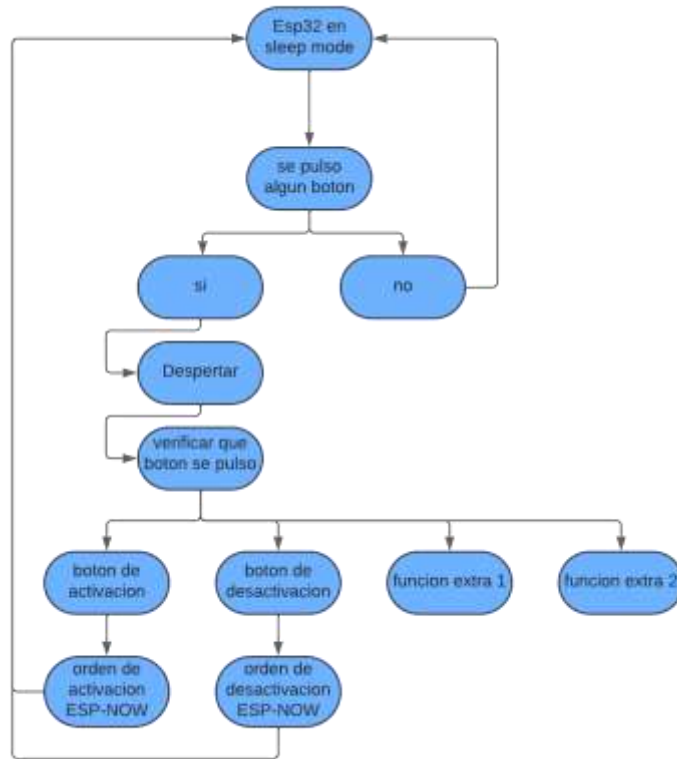 Esp32 en
sleep mode
se pulso
algun boton
si
no
Despertar
verificar que
boton se pulso
boton de
activacion
boton de
desactivacion
funcion extra 1
funcion extra 2
orden de
activacion
ESP-NOW
orden de
desactivacion
ESP-NOW